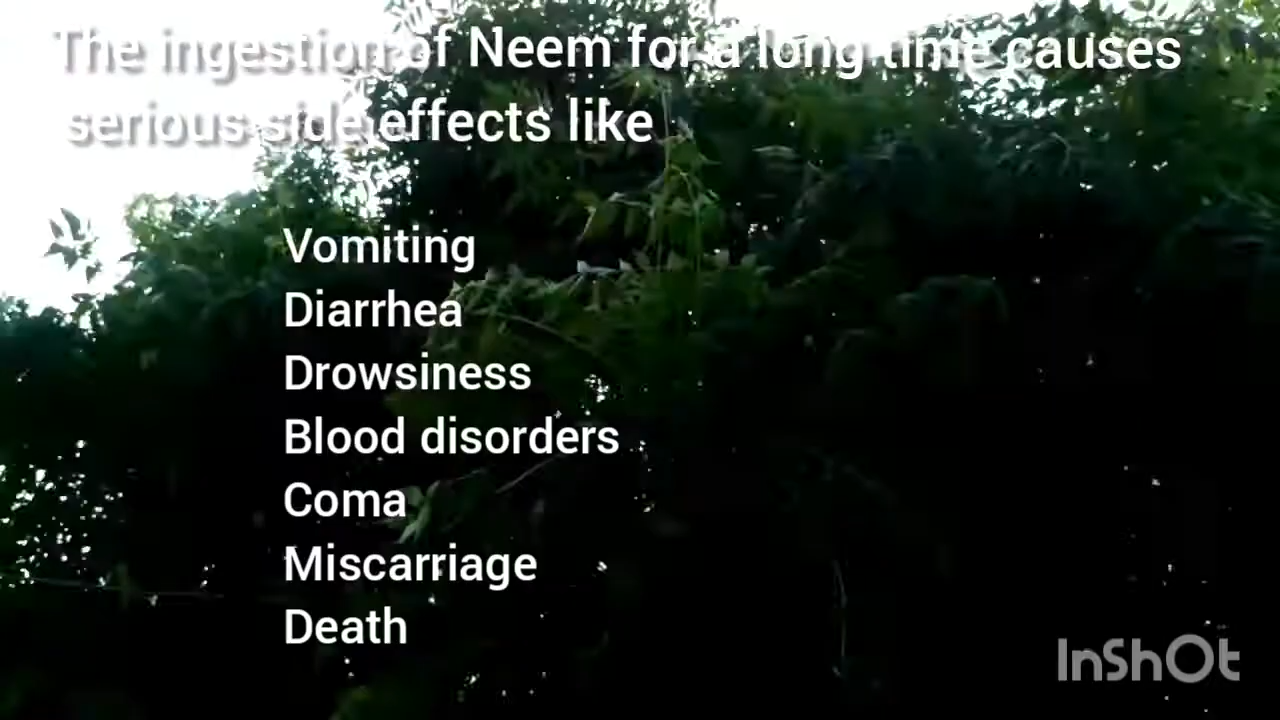 The ingestion of Neem for a long time causes
serious side effects like
Vomiting
Diarrhea
Drowsiness
Blood disorders
Coma
Miscarriage
Death
InShOt